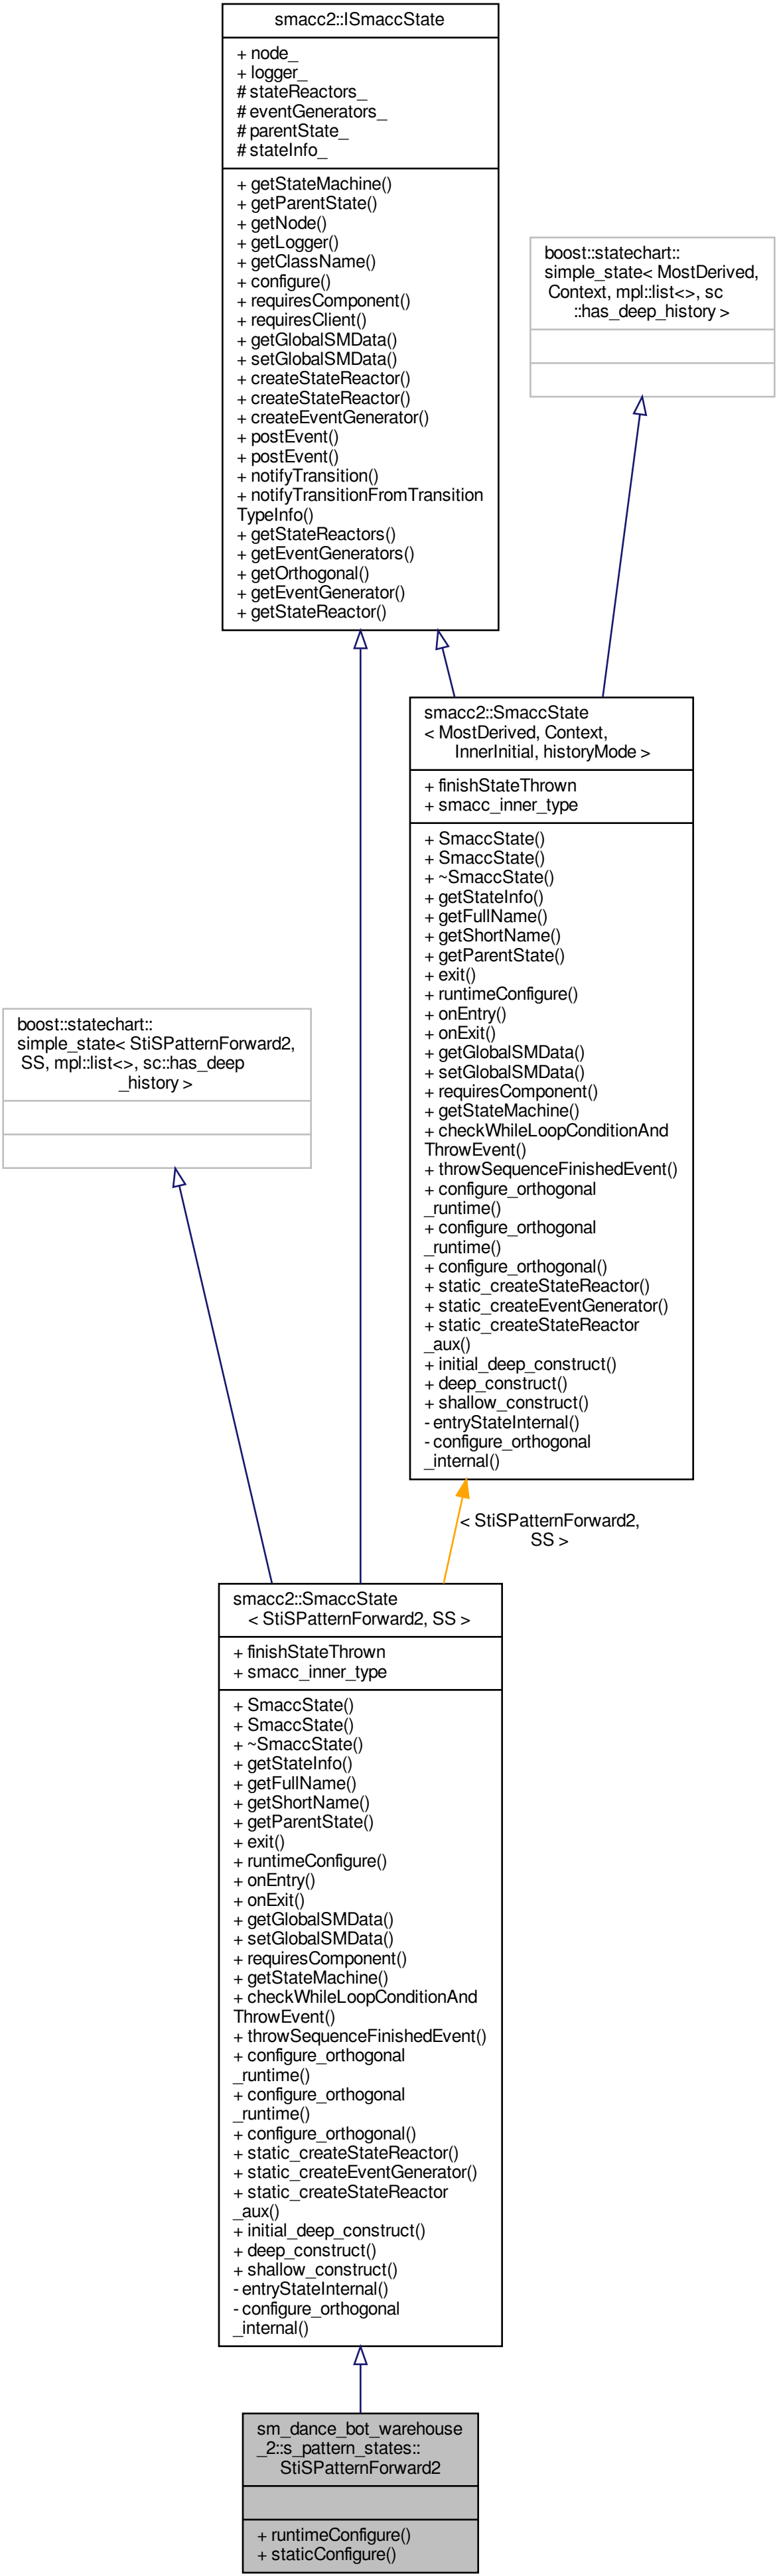 smacc2::ISmaccState
+ node_
+ logger_
# stateReactors_
# eventGenerators_
# parentState_
# stateInfo_
+ getStateMachine()
+ getParentState()
+ getNode()
+ getLogger()
+ getClassName()
+ configure()
+ requiresComponent()
+ requiresClient()
+ getGlobalSMData()
+ setGlobalSMData()
+ createStateReactor()
+ createStateReactor()
+ createEventGenerator()
+ postEvent()
+ postEvent()
+ notifyTransition()
+ notifyTransitionFromTransition
TypeInfo()
+ getStateReactors()
+ getEventGenerators()
+ getOrthogonal()
+ getEventGenerator()
+ getStateReactor()
boost::statechart::
simple_state< MostDerived,
Context, mpl::list<>, sc
::has_deep_history >
smacc2::SmaccState
< MostDerived, Context,
InnerInitial, historyMode >
+ finishStateThrown
+ smacc_inner_type
+ SmaccState()
+ SmaccState()
+ ~SmaccState()
+ getStateInfo()
+ getFullName()
+ getShortName()
+ getParentState()
+ exit()
+ runtimeConfigure()
+ onEntry()
+ onExit()
+ getGlobalSMData()
+ setGlobalSMData()
+ requiresComponent()
+ getStateMachine()
+ checkWhileLoopConditionAnd
ThrowEvent()
+ throwSequenceFinishedEvent()
+ configure_orthogonal
_runtime()
+ configure_orthogonal
_runtime()
+ configure_orthogonal()
+ static_createStateReactor()
+ static_createEventGenerator()
+ static_createStateReactor
_aux()
+ initial_deep_construct()
+ deep_construct()
+ shallow_construct()
- entryStateInternal()
- configure_orthogonal
_internal()
boost::statechart::
simple_state< StiSPatternForward2,
SS, mpl::list<>, sc::has_deep
_history >
< StiSPatternForward2,
SS >
smacc2::SmaccState
< StiSPatternForward2, SS >
+ finishStateThrown
+ smacc_inner_type
+ SmaccState()
+ SmaccState()
+ ~SmaccState()
+ getStateInfo()
+ getFullName()
+ getShortName()
+ getParentState()
+ exit()
+ runtimeConfigure()
+ onEntry()
+ onExit()
+ getGlobalSMData()
+ setGlobalSMData()
+ requiresComponent()
+ getStateMachine()
+ checkWhileLoopConditionAnd
ThrowEvent()
+ throwSequenceFinishedEvent()
+ configure_orthogonal
_runtime()
+ configure_orthogonal
_runtime()
+ configure_orthogonal()
+ static_createStateReactor()
+ static_createEventGenerator()
+ static_createStateReactor
_aux()
+ initial_deep_construct()
+ deep_construct()
+ shallow_construct()
- entryStateInternal()
- configure_orthogonal
_internal()
sm_dance_bot_warehouse
_2::s_pattern_states::
StiSPatternForward2
+ runtimeConfigure()
+ staticConfigure()